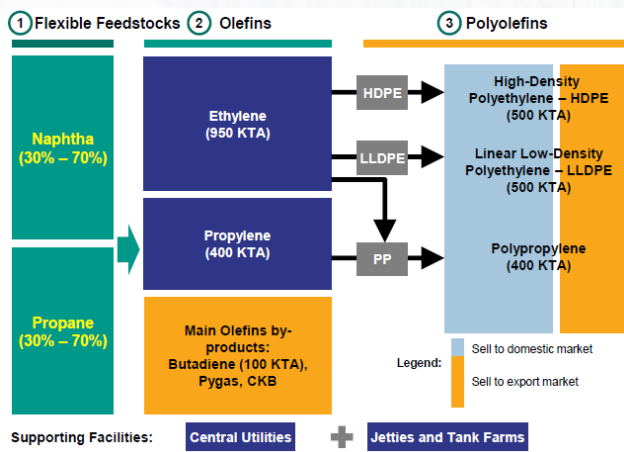 1 Flexible Feedstocks
2 Olefins
3 Polyolefins
Naphtha
(30% – 70%)
Propane
(30% – 70%)
Ethylene
(950 KTA)
Propylene
(400 KTA)
Main Olefins by-
products:
Butadiene (100 KTA),
Pygas, CKB
HDPE
LLDPE
PP
High-Density
Polyethylene – HDPE
(500 KTA)
Linear Low-Density
Polyethylene – LLDPE
(500 KTA)
Polypropylene
(400 KTA)
Legend:
Sell to domestic market
Sell to export market
Supporting Facilities:
Central Utilities
Jetties and Tank Farms